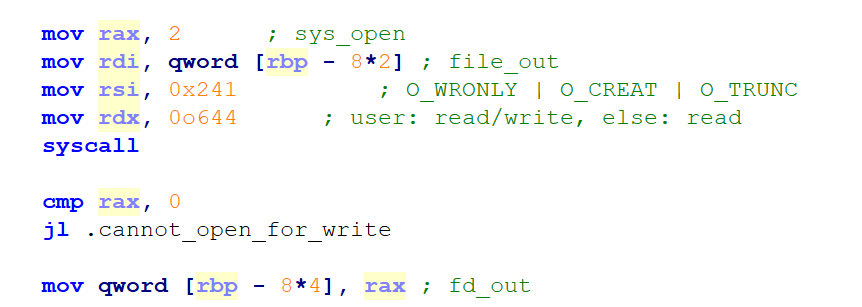 mov rax, 2 ; sys_open
mov rdi, qword [rbp - 8*2] ; file_out
mov rsi, 0x241 ; O_WRONLY | O_CREAT | O_TRUNC
mov rdx, 0o644 ; user: read/write, else: read
syscall
cmp rax, 0
jl .cannot_open_for_write
mov qword [rbp - 8*4], rax ; fd_out